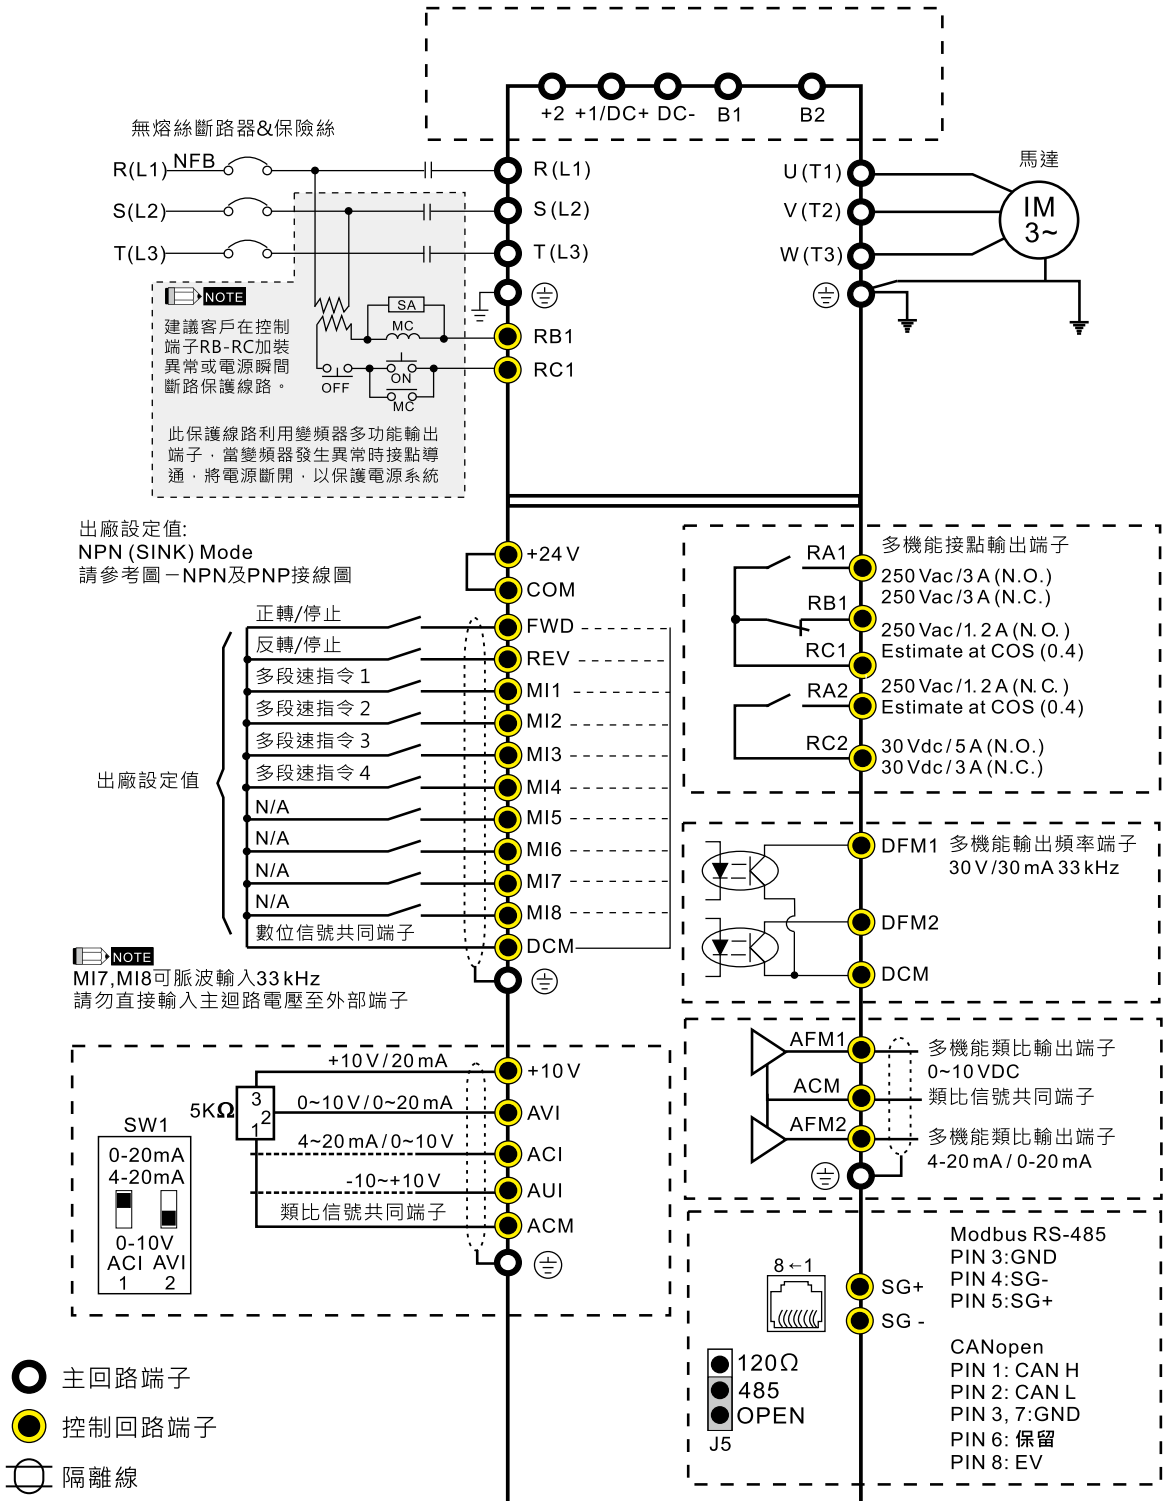 +2 +1/DC+ DC- B1 B2
無熔絲斷路器&保險絲
R(L1) NFB
S(L2)
T(L3)
R(L1)
S(L2)
T(L3)
U(T1)
V(T2)
W(T3)
馬達
IM
3~
NOTE
建議客戶在控制
端子RB-RC加裝
異常或電源瞬間
斷路保護線路。
SA
MC
OFF
ON
MC
RB1
RC1
此保護線路利用變頻器多功能輸出
端子，當變頻器發生異常時接點導
通，將電源斷開，以保護電源系統
出廠設定值:
NPN (SINK) Mode
請參考圖－NPN及PNP接線圖
+24V
COM
正轉/停止 FWD
反轉/停止 REV
多段速指令 1 MI1
多段速指令 2 MI2
多段速指令 3 MI3
多段速指令 4 MI4
出廠設定值
N/A MI5
N/A MI6
N/A MI7
N/A MI8
數位信號共同端子 DCM
NOTE
MI7,MI8可脈波輸入33kHz
請勿直接輸入主迴路電壓至外部端子
+10V/20mA +10V
5KΩ
3
2
1
0~10V/0~20mA AVI
4~20mA/0~10V ACI
-10~+10V AUI
類比信號共同端子 ACM
SW1
0-20mA
4-20mA
0-10V
ACI AVI
1 2
主回路端子
控制回路端子
隔離線
RA1
RB1
RC1
RA2
RC2
多機能接點輸出端子
250Vac/3A(N.O.)
250Vac/3A(N.C.)
250Vac/1.2A(N.O.)
Estimate at COS (0.4)
250Vac/1.2A(N.C.)
Estimate at COS (0.4)
30Vdc/5A(N.O.)
30Vdc/3A(N.C.)
DFM1 多機能輸出頻率端子
30V/30mA 33kHz
DFM2
DCM
AFM1 多機能類比輸出端子
0~10VDC
ACM 類比信號共同端子
AFM2 多機能類比輸出端子
4-20mA/0-20mA
8←1
SG+
SG-
Modbus RS-485
PIN 3:GND
PIN 4:SG-
PIN 5:SG+
120Ω
485
OPEN
J5
CANopen
PIN 1: CAN H
PIN 2: CAN L
PIN 3, 7:GND
PIN 6: 保留
PIN 8: EV